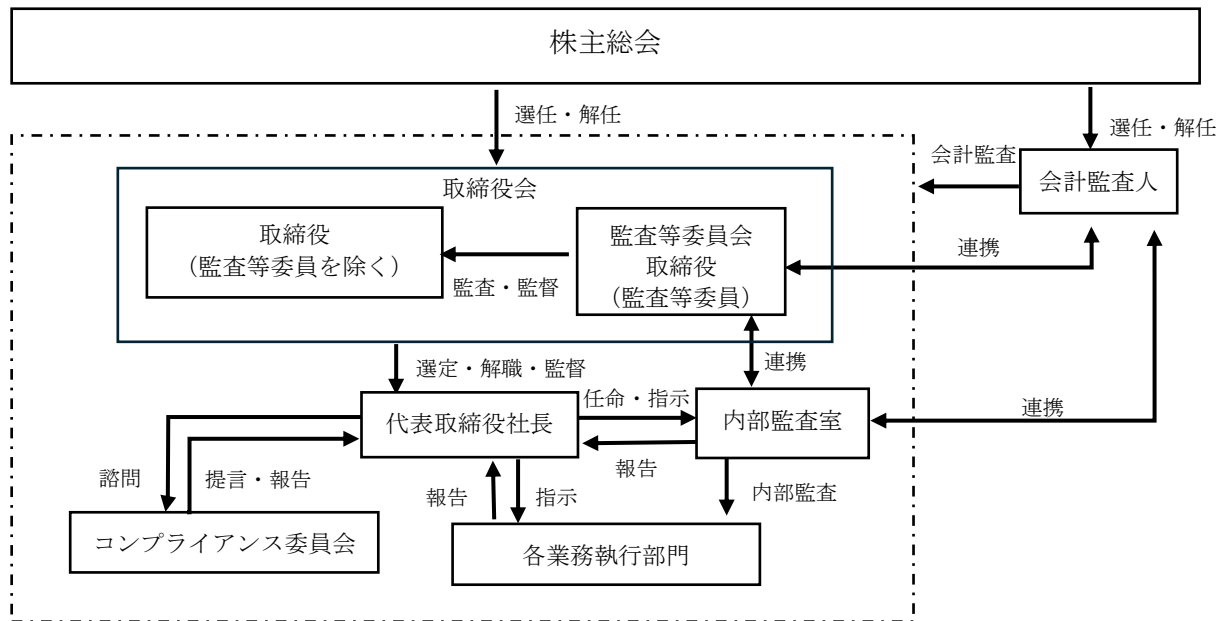 株主総会
選任・解任
選任・解任
会計監査
会計監査人
取締役会
取締役
（監査等委員を除く）
監査・監督
監査等委員会
取締役
（監査等委員）
連携
選定・解職・監督
連携
代表取締役社長
任命・指示
内部監査室
連携
報告
諮問
提言・報告
報告
指示
内部監査
コンプライアンス委員会
各業務執行部門